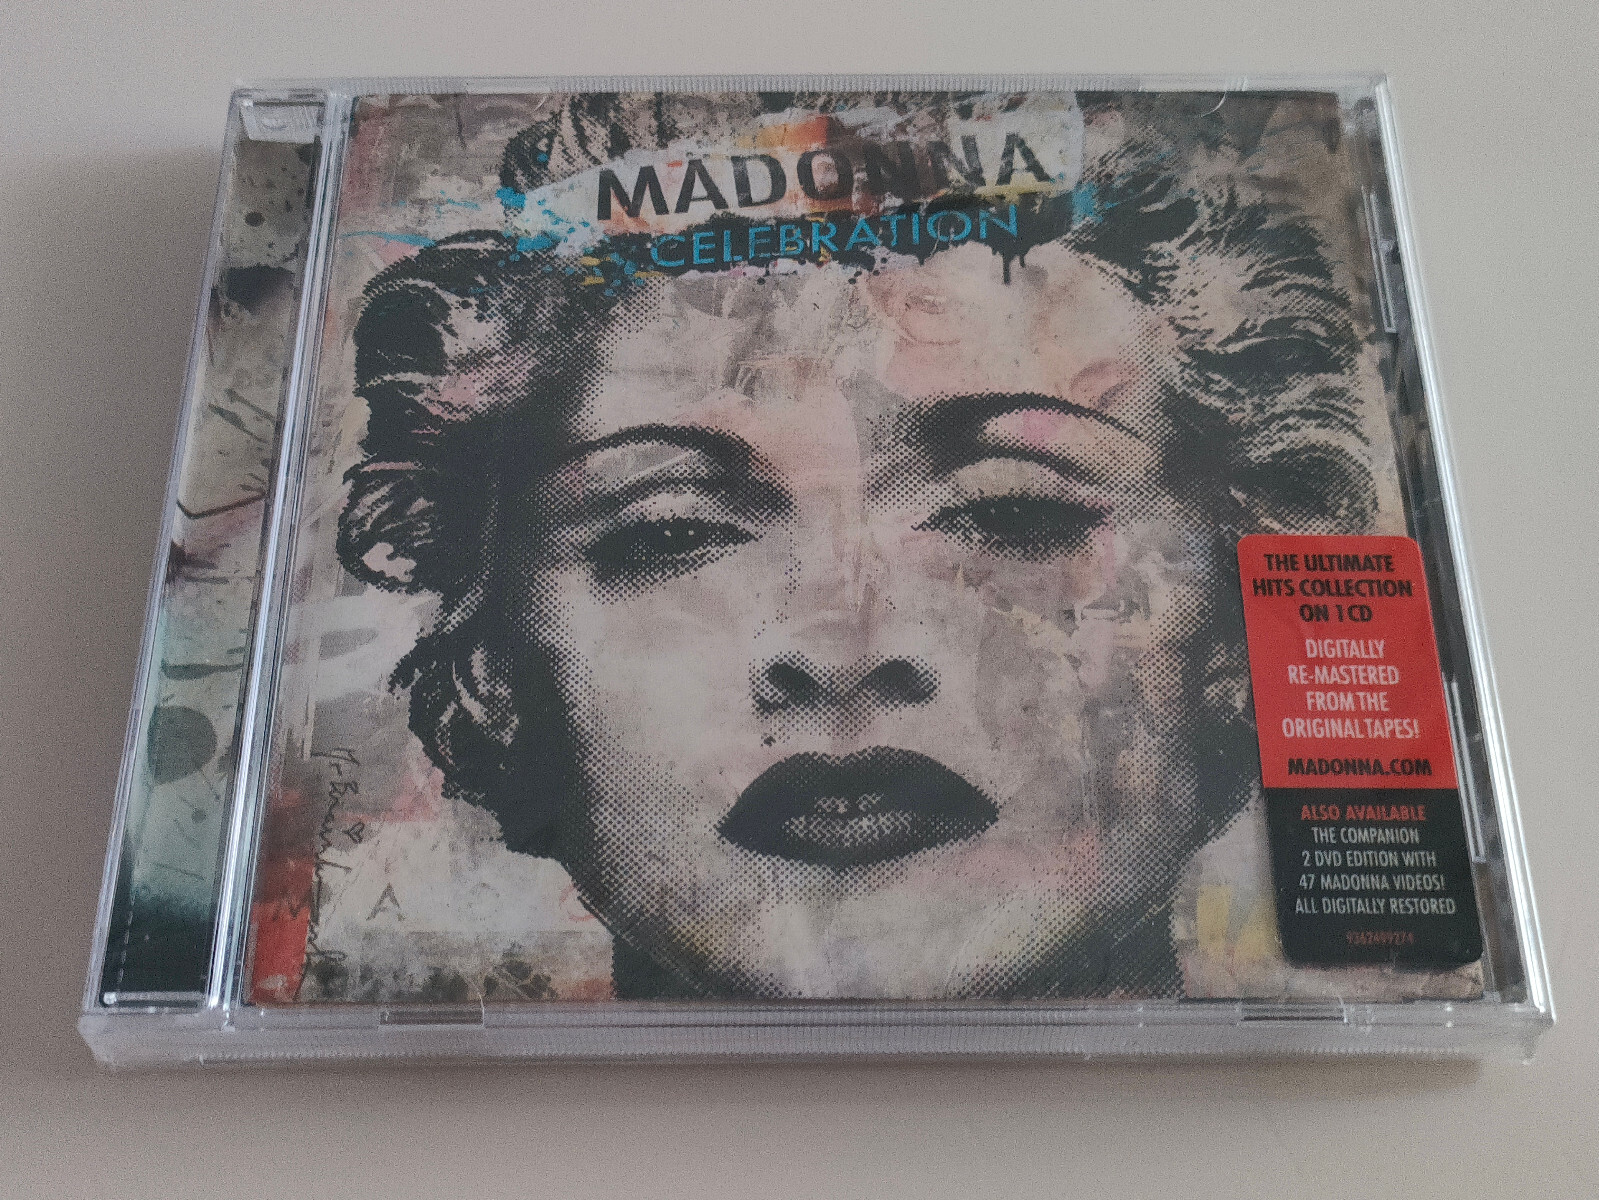 MADONNA
CELEBRATION
THE ULTIMATE
HITS COLLECTION
ON 1 CD
DIGITALLY
RE-MASTERED
FROM THE
ORIGINAL TAPES!
MADONNA.COM
ALSO AVAILABLE
THE COMPANION
2 DVD EDITION WITH
47 MADONNA VIDEOS!
ALL DIGITALLY RESTORED
9362499274